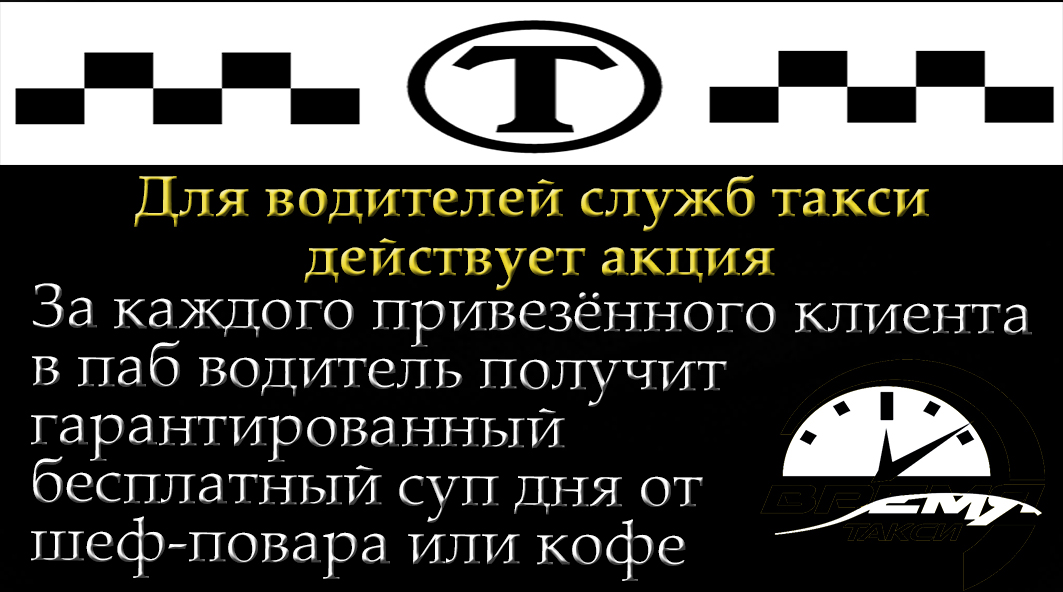 Т
Для водителей служб такси
действует акция
За каждого привезённого клиента
в паб водитель получит
гарантированный
бесплатный суп дня от
шеф-повара или кофе
ВРЕМЯ
ТАКСИ